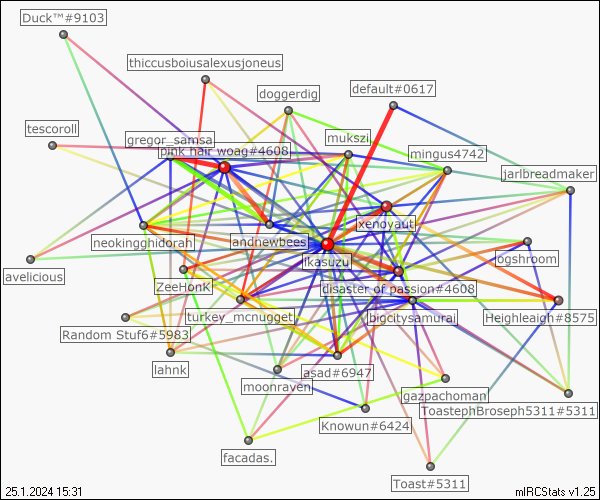 Duck™#9103
thiccusboiusalexusjoneus
default#0617
doggerdig
tescoroll
gregor_samsa
mukszi
pink hair woag#4608
mingus4742
jarlbreadmaker
xengyaut
neokingghidorah
andnewbees
ikasuzu
ogshroom
avelicious
ZeeHonK
disaster of passion#4608
turkey_mcnugget
bigcitysamurai
Heighleaigh#8575
Random Stuf6#5983
lahnk
asad#6947
moonraven
gazpachoman
ToastephBroseph5311#5311
Knowun#6424
facadas.
Toast#5311
25.1.2024 15:31
mIRCStats v1.25